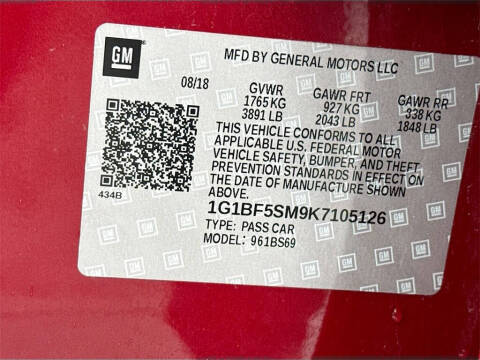 GM
MFD BY GENERAL MOTORS LLC
08/18 GVWR GAWR FRT GAWR RR
1765 KG 927 KG 338 KG
3891 LB 2043 LB 1848 LB
THIS VEHICLE CONFORMS TO ALL
APPLICABLE U.S. FEDERAL MOTOR
VEHICLE SAFETY, BUMPER, AND THEFT
PREVENTION STANDARDS IN EFFECT ON
THE DATE OF MANUFACTURE SHOWN
ABOVE.
434B
1G1BF5SM9K7105126
TYPE: PASS CAR
MODEL: 961BS69